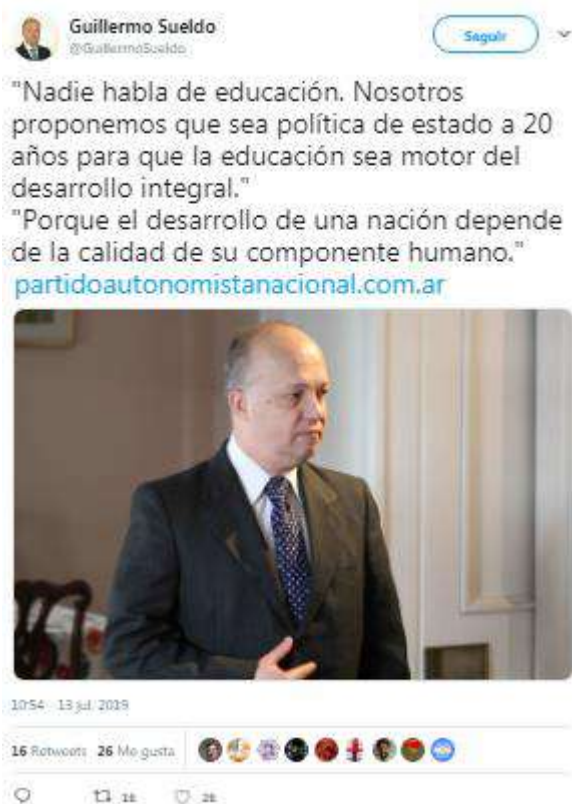 Guillermo Sueldo
@GuillermoSueldo
Seguir
"Nadie habla de educación. Nosotros
proponemos que sea política de estado a 20
años para que la educación sea motor del
desarrollo integral."
"Porque el desarrollo de una nación depende
de la calidad de su componente humano."
partidoautonomistanacional.com.ar
10:54 - 13 jul. 2019
16 Retweets 26 Me gusta
16 26